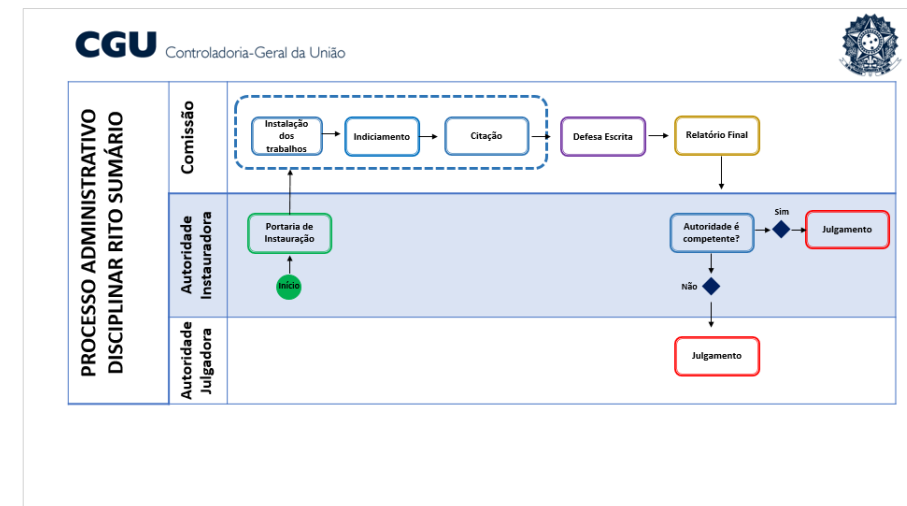 CGU Controladoria-Geral da União
PROCESSO ADMINISTRATIVO
DISCIPLINAR RITO SUMÁRIO
Comissão
Instalação
dos
trabalhos
Indiciamento
Citação
Defesa Escrita
Relatório Final
Autoridade
Instauradora
Portaria de
Instauração
Início
Autoridade é
competente?
Sim
Julgamento
Não
Autoridade
Julgadora
Julgamento